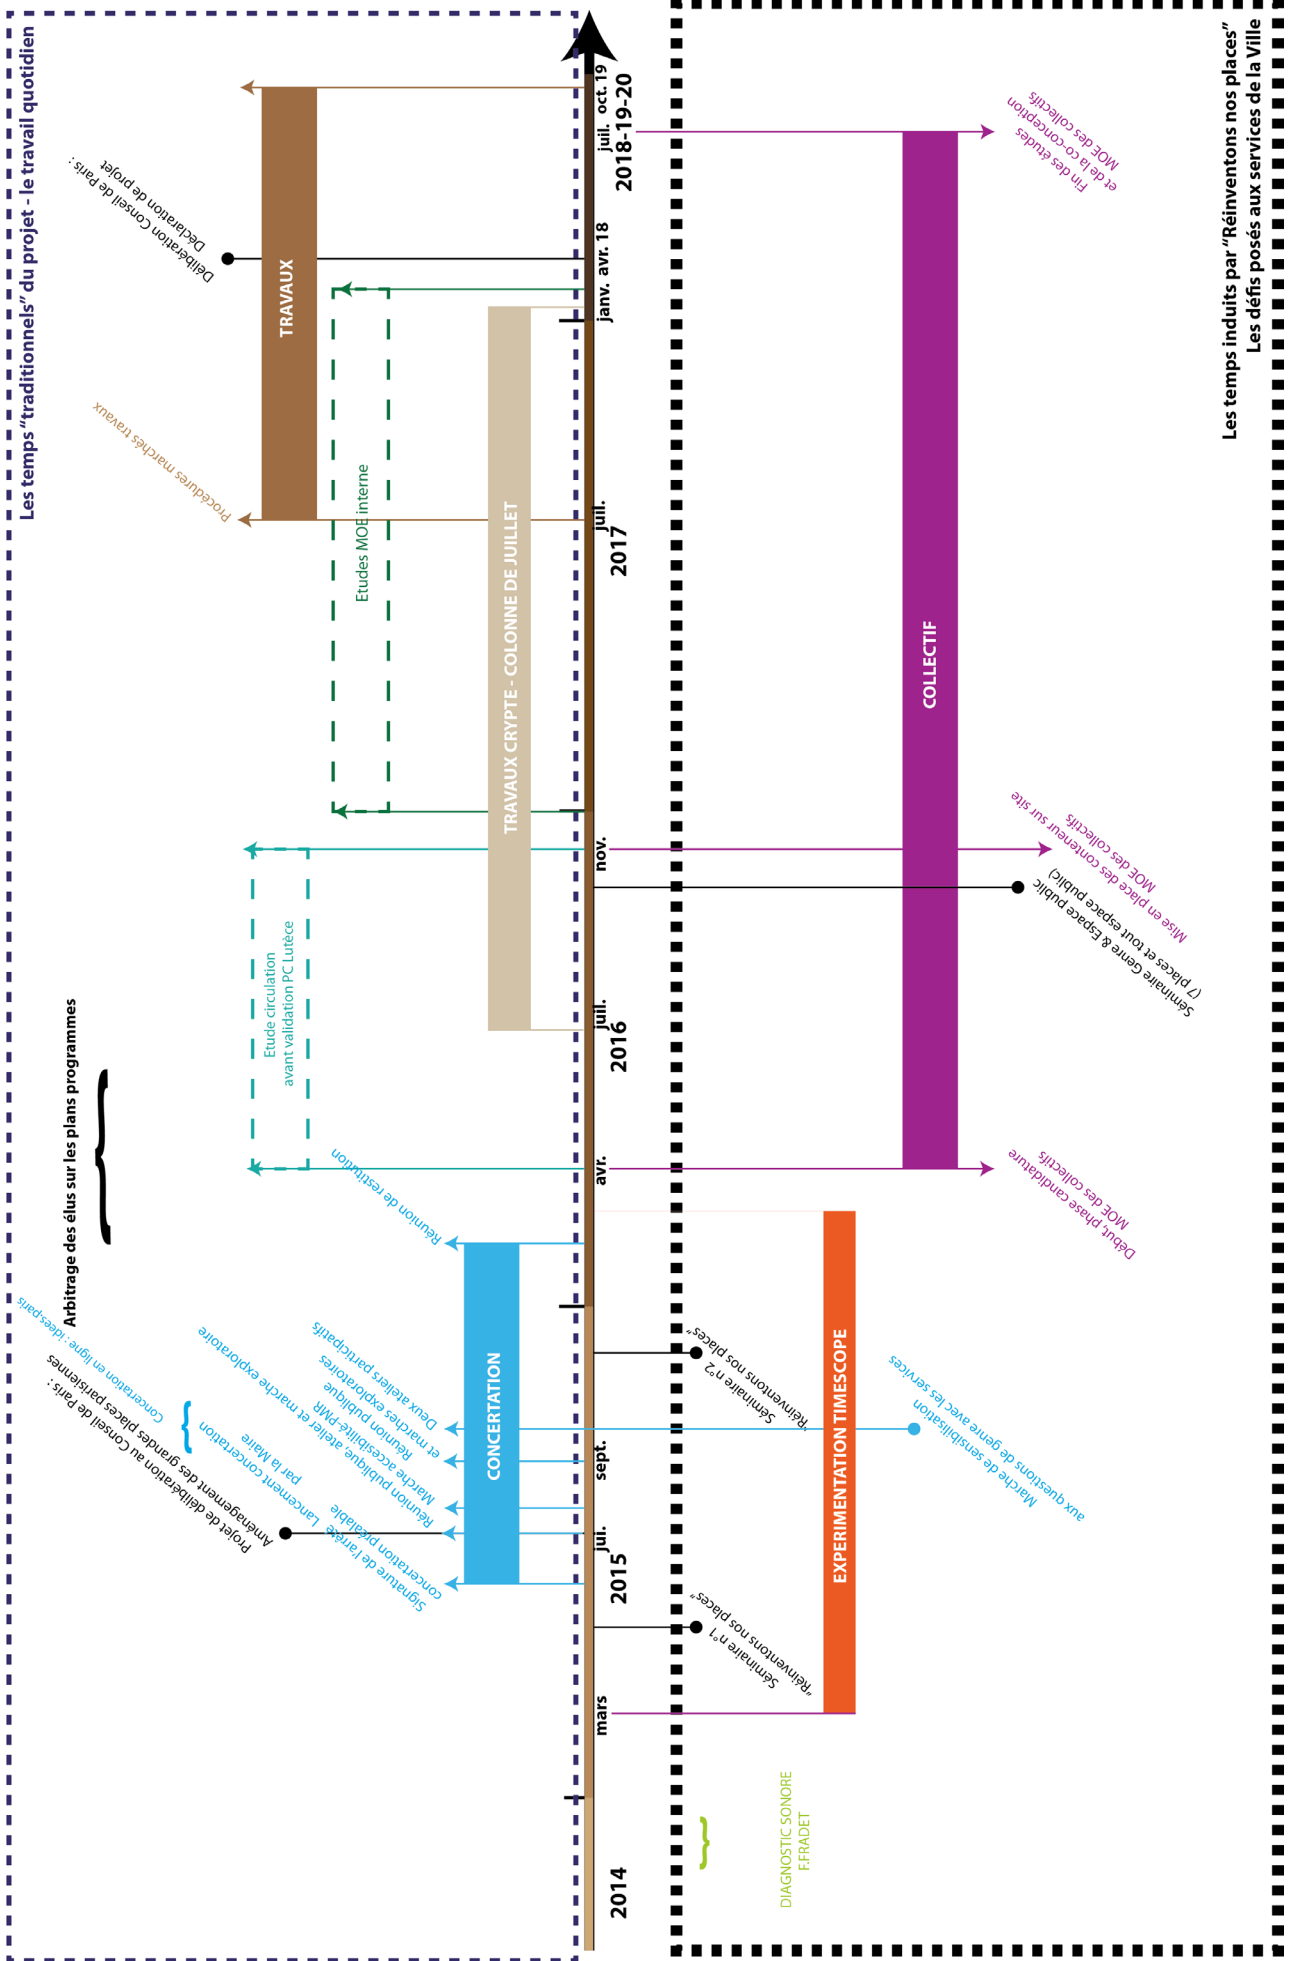 Les temps “traditionnels” du projet - le travail quotidien
Arbitrage des élus sur les plans programmes
Concertation en ligne : idee.paris
Projet de délibération au Conseil de Paris :
Aménagement des grandes places parisiennes
Lancement concertation
par la Maire
Signature de l'arrêté
concertation préalable
Réunion publique, atelier et
marche exploratoire
Marche accessibilité-PMR
Réunion publique
Deux ateliers participatifs
et marches exploratoires
Réunion de restitution
CONCERTATION
Etude circulation
avant validation PC Lutèce
TRAVAUX CRYPTE - COLONNE DE JUILLET
Etudes MOE interne
Procédures marchés travaux
TRAVAUX
Délibération Conseil de Paris :
Déclaration de projet
2014
mars
2015
jui.
sept.
avr.
2016
juil.
nov.
2017
juil.
janv.
avr. 18
2018-19-20
juil.
oct. 19
DIAGNOSTIC SONORE
F.FRADET
Séminaire n°1
“Réinventons nos places”
Séminaire n°2
“Réinventons nos places”
EXPERIMENTATION TIMESCOPE
Marche de sensibilisation
aux questions de genre avec les services
Début, phase candidature
MOE des collectifs
Séminaire Genre & Espace public
(7 places et tout espace public)
Mise en place des conteneur sur site
MOE des collectifs
COLLECTIF
Fin des études
et de la co-conception
MOE des collectifs
Les temps induits par “Réinventons nos places”
Les défis posés aux services de la Ville